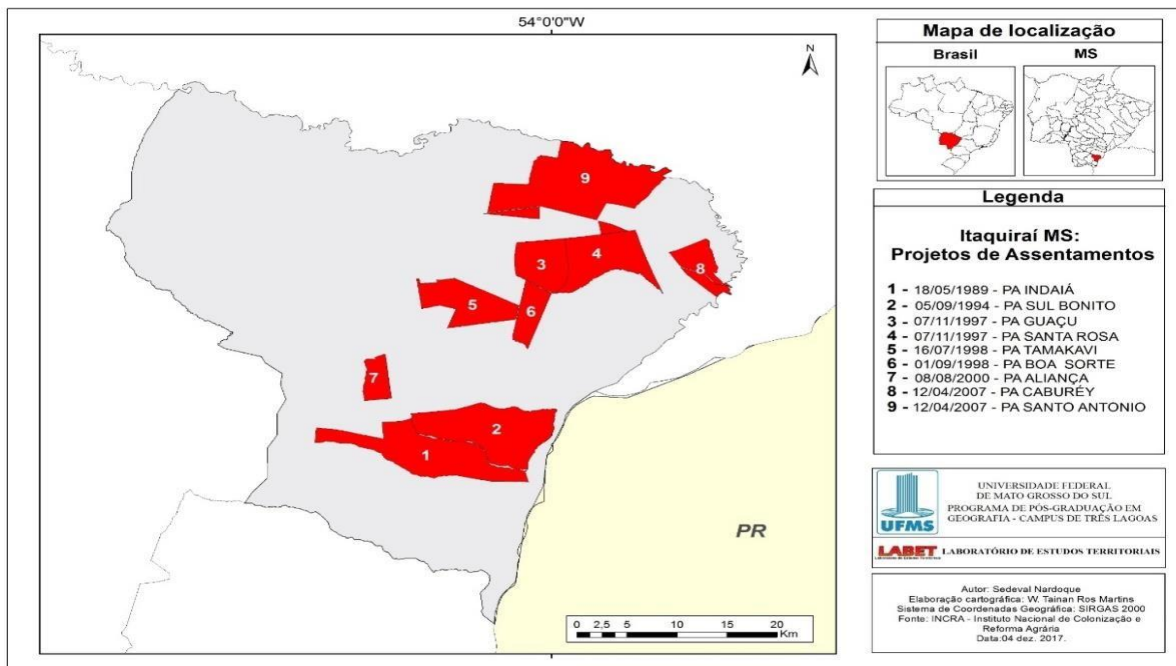 54°0'0"W
N
9
4
3
8
5
6
7
2
1
PR
0 2,5 5 10 15 20
Km
Mapa de localização
Brasil MS
Legenda
Itaquiraí MS:
Projetos de Assentamentos
1 - 18/05/1989 - PA INDAIÁ
2 - 05/09/1994 - PA SUL BONITO
3 - 07/11/1997 - PA GUAÇU
4 - 07/11/1997 - PA SANTA ROSA
5 - 16/07/1998 - PA TAMAKAVI
6 - 01/09/1998 - PA BOA SORTE
7 - 08/08/2000 - PA ALIANÇA
8 - 12/04/2007 - PA CABURÉY
9 - 12/04/2007 - PA SANTO ANTONIO
UFMS
UNIVERSIDADE FEDERAL
DE MATO GROSSO DO SUL
PROGRAMA DE PÓS-GRADUAÇÃO EM
GEOGRAFIA - CAMPUS DE TRÊS LAGOAS
LABET LABORATÓRIO DE ESTUDOS TERRITORIAIS
Autor: Sedeval Nardoque
Elaboração cartográfica: W. Tainan Ros Martins
Sistema de Coordenadas Geográfica: SIRGAS 2000
Fonte: INCRA - Instituto Nacional de Colonização e
Reforma Agrária
Data:04 dez. 2017.